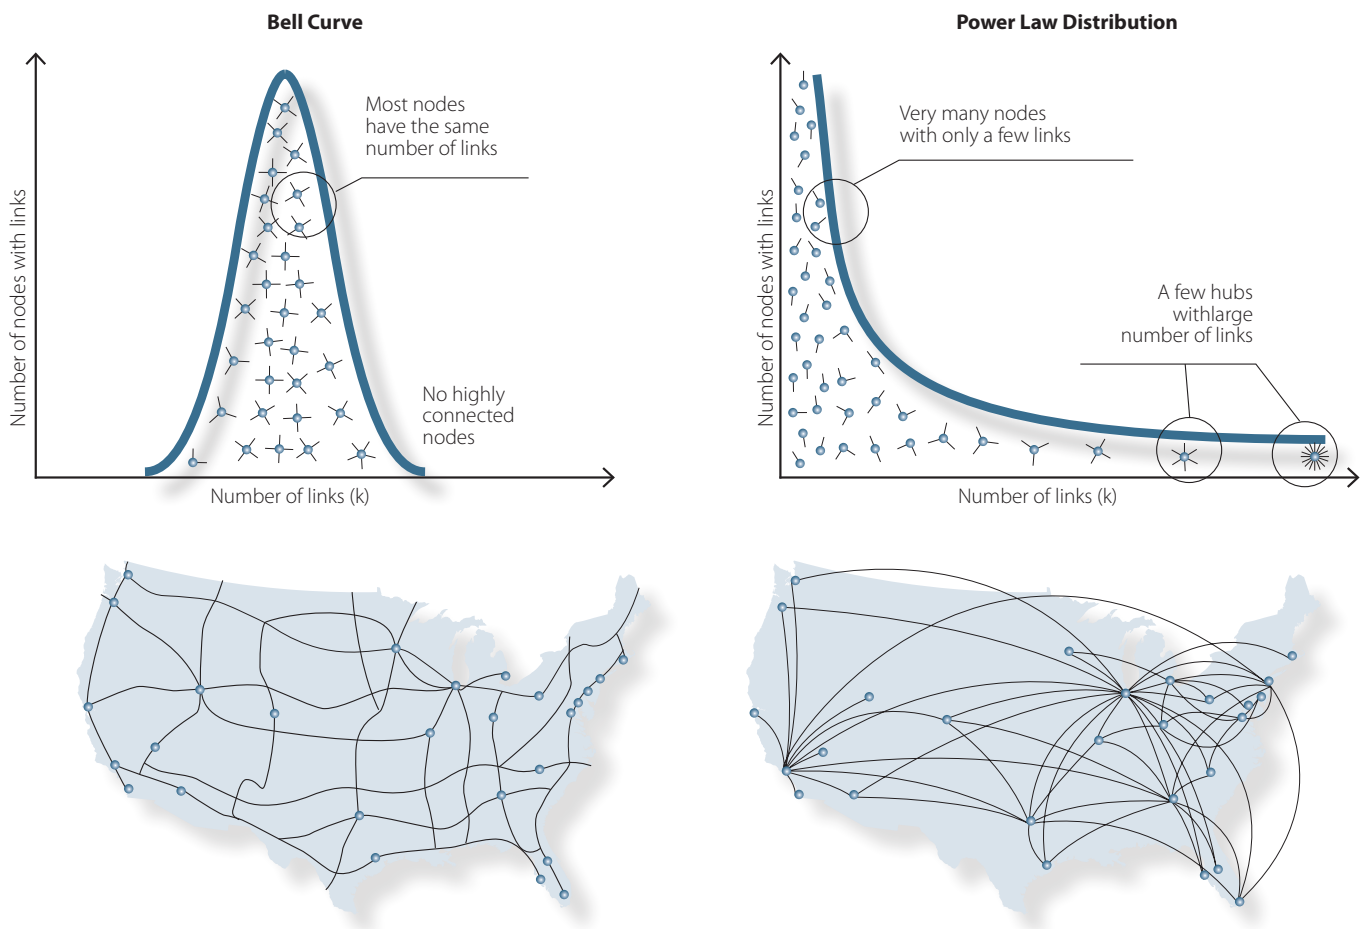 Bell Curve
Number of nodes with links
Most nodes
have the same
number of links
No highly
connected
nodes
Number of links (k)
Power Law Distribution
Number of nodes with links
Very many nodes
with only a few links
A few hubs
withlarge
number of links
Number of links (k)